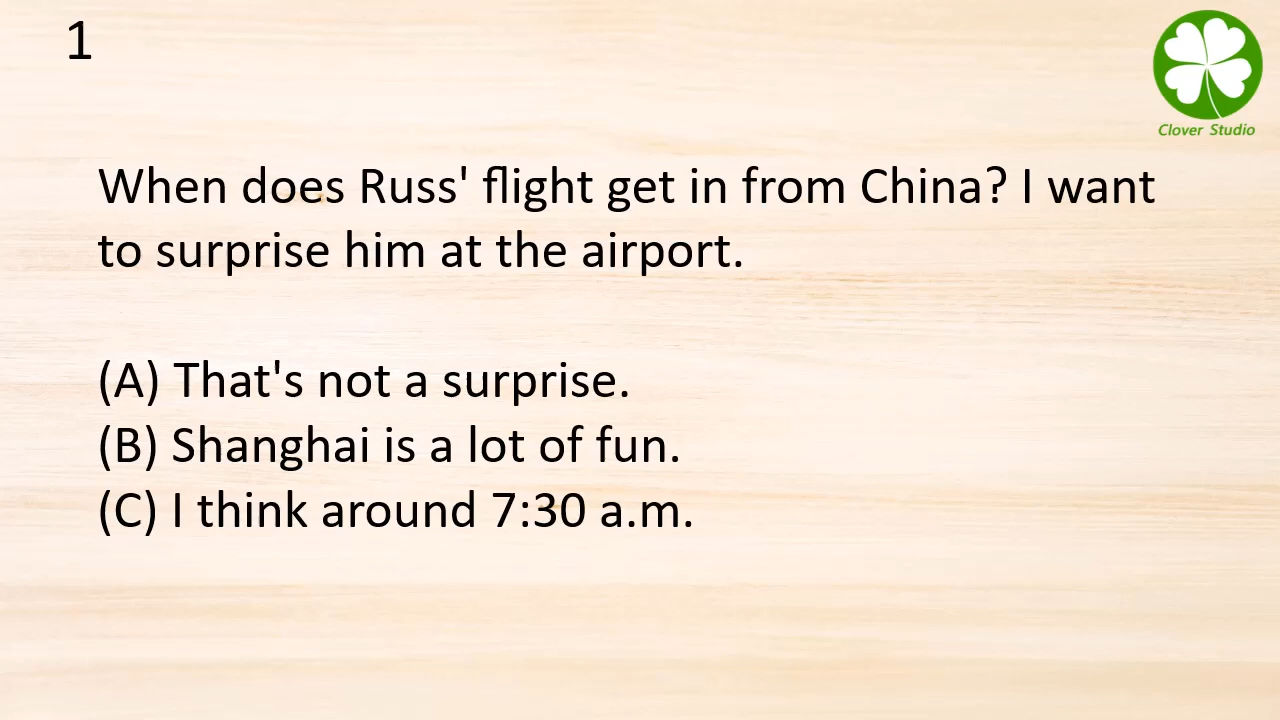 1
Clover Studio
When does Russ' flight get in from China? I want
to surprise him at the airport.
(A) That's not a surprise.
(B) Shanghai is a lot of fun.
(C) I think around 7:30 a.m.